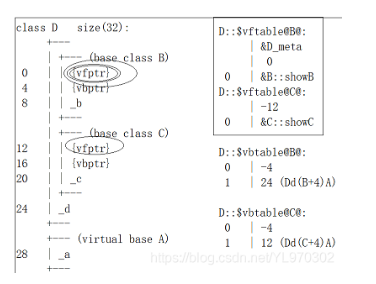 class D size(32):
+---
| +--- (base class B)
0 | | {vfptr}
4 | | {vbptr}
8 | | _b
| +---
| +--- (base class C)
12 | | {vfptr}
16 | | {vbptr}
20 | | _c
| +---
24 | _d
+---
+--- (virtual base A)
28 | _a
+---
D::$vftable@B@:
| &D_meta
| 0
0 | &B::showB
D::$vftable@C@:
| -12
0 | &C::showC
D::$vbtable@B@:
0 | -4
1 | 24 (Dd(B+4)A)
D::$vbtable@C@:
0 | -4
1 | 12 (Dd(C+4)A)
https://blog.csdn.net/YL970302